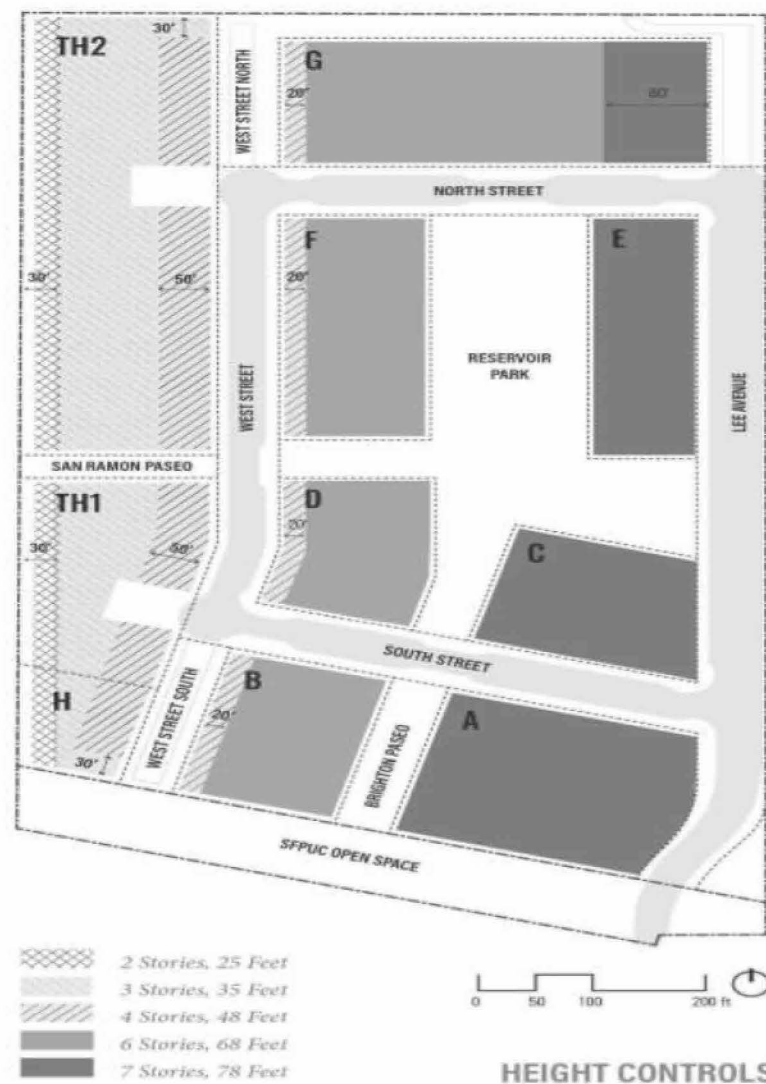 30'
TH2
G
WEST STREET NORTH
20'
60'
NORTH STREET
F
E
30'
50'
20'
RESERVOIR
PARK
WEST STREET
LEE AVENUE
SAN RAMON PASEO
TH1
D
30'
50'
20'
C
SOUTH STREET
H
WEST STREET SOUTH
B
20'
BRIGHTON PASEO
A
30'
SFPUC OPEN SPACE
2 Stories, 25 Feet
3 Stories, 35 Feet
4 Stories, 48 Feet
6 Stories, 68 Feet
7 Stories, 78 Feet
0 50 100 200 ft
HEIGHT CONTROLS